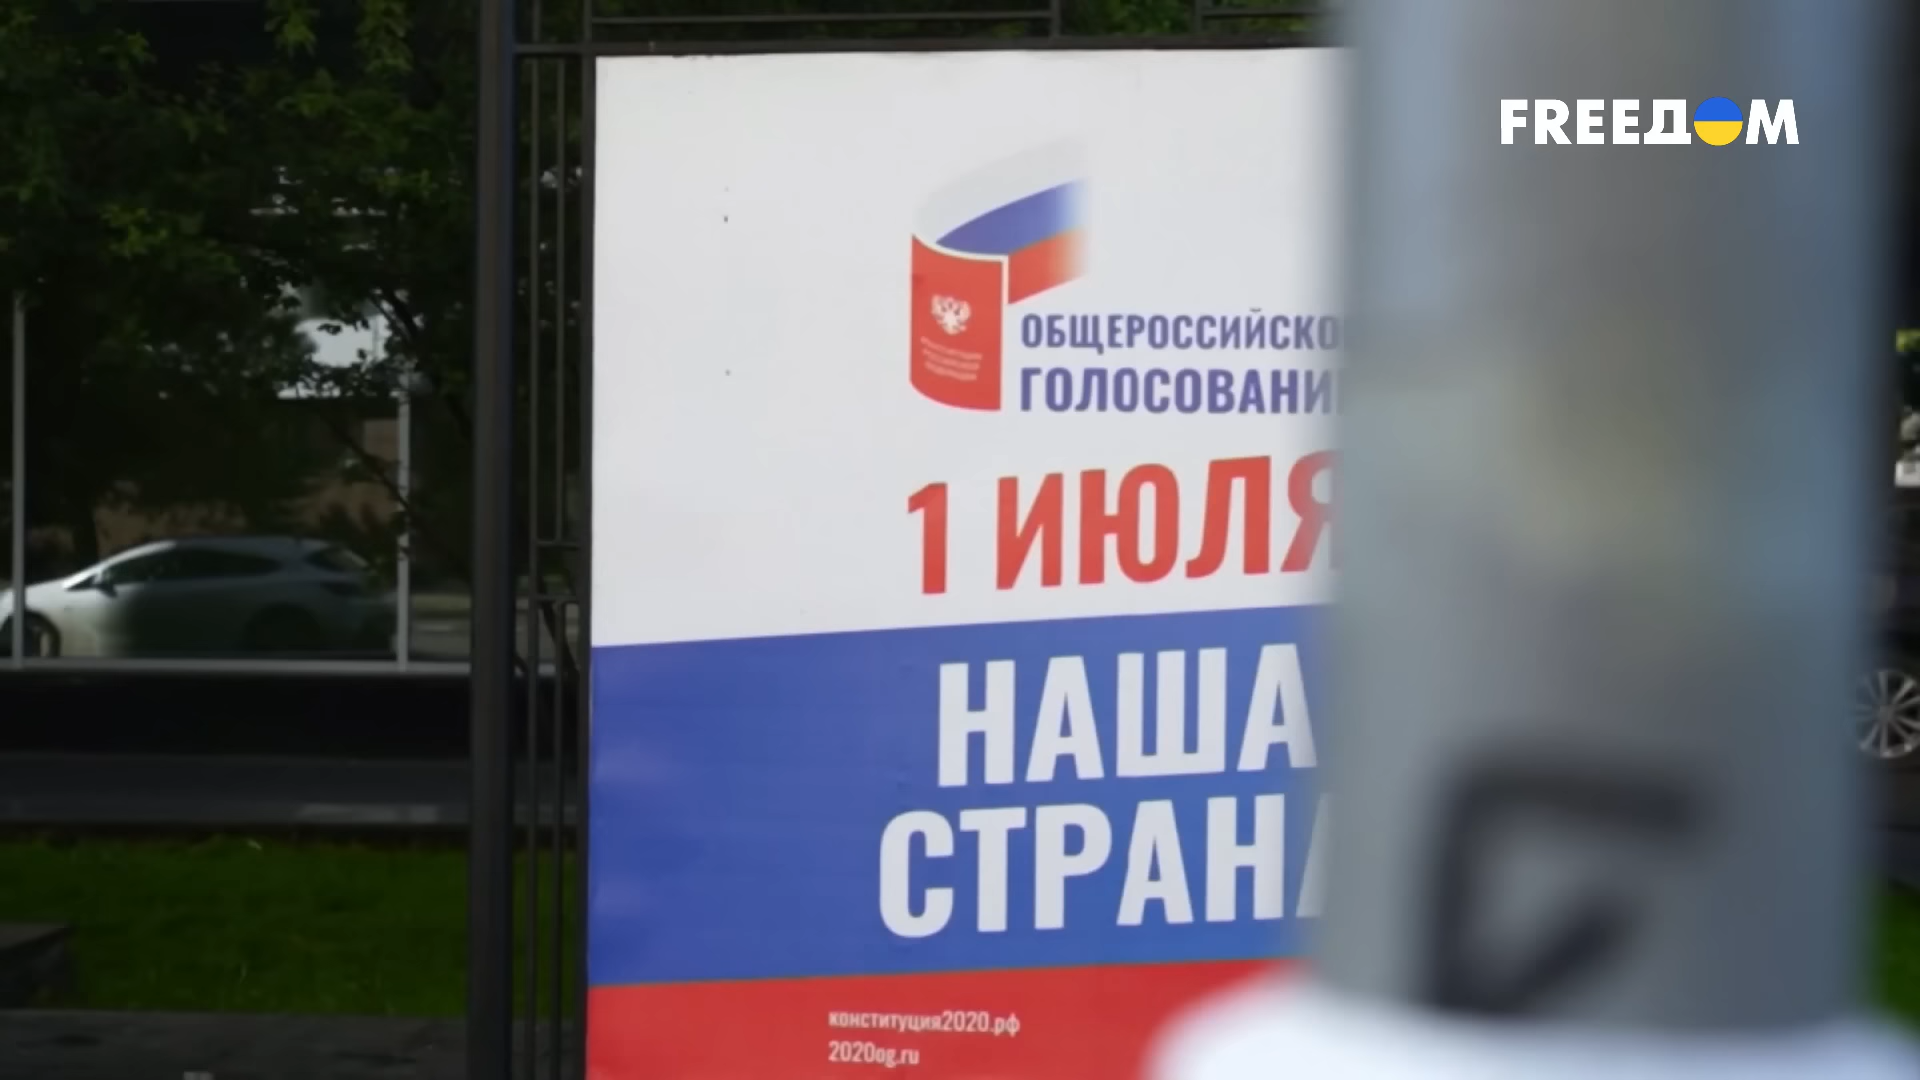 FREEДOM
ОБЩЕРОССИЙСКО
ГОЛОСОВАНИ
1 ИЮЛЯ
НАША
СТРАНА
конституция2020.рф
2020og.ru